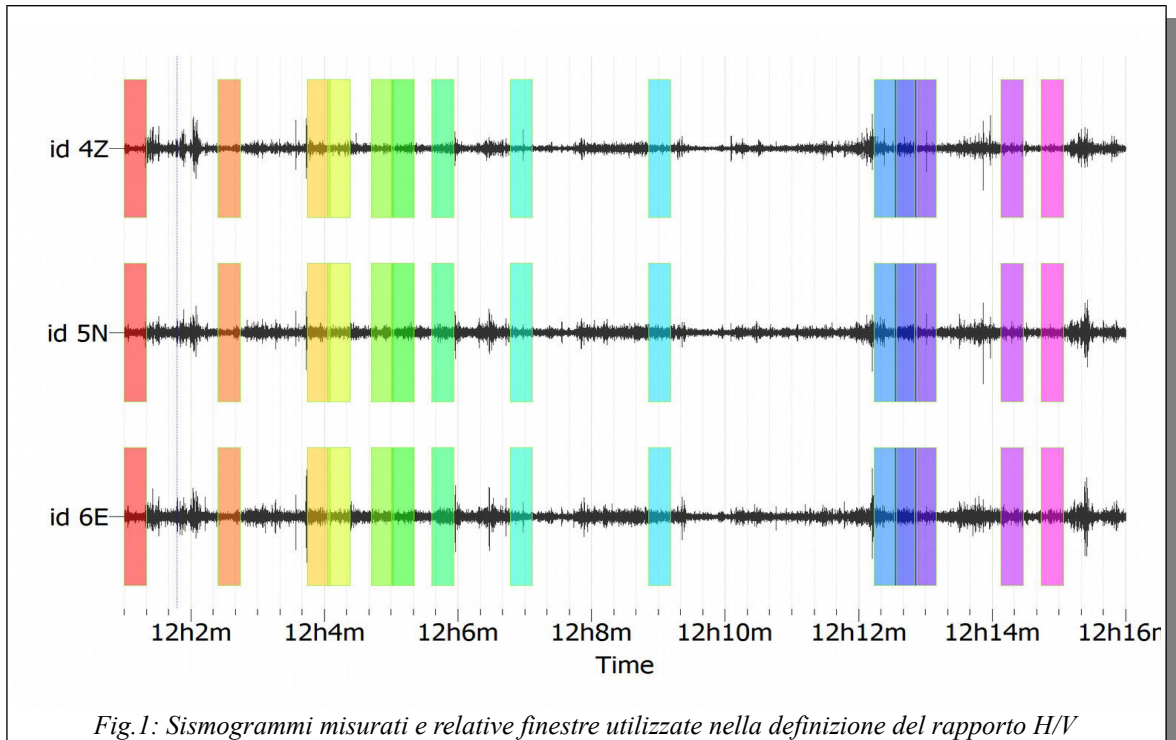 id 4Z
id 5N
id 6E
12h2m 12h4m 12h6m 12h8m 12h10m 12h12m 12h14m 12h16m
Time
Fig.1: Sismogrammi misurati e relative finestre utilizzate nella definizione del rapporto H/V